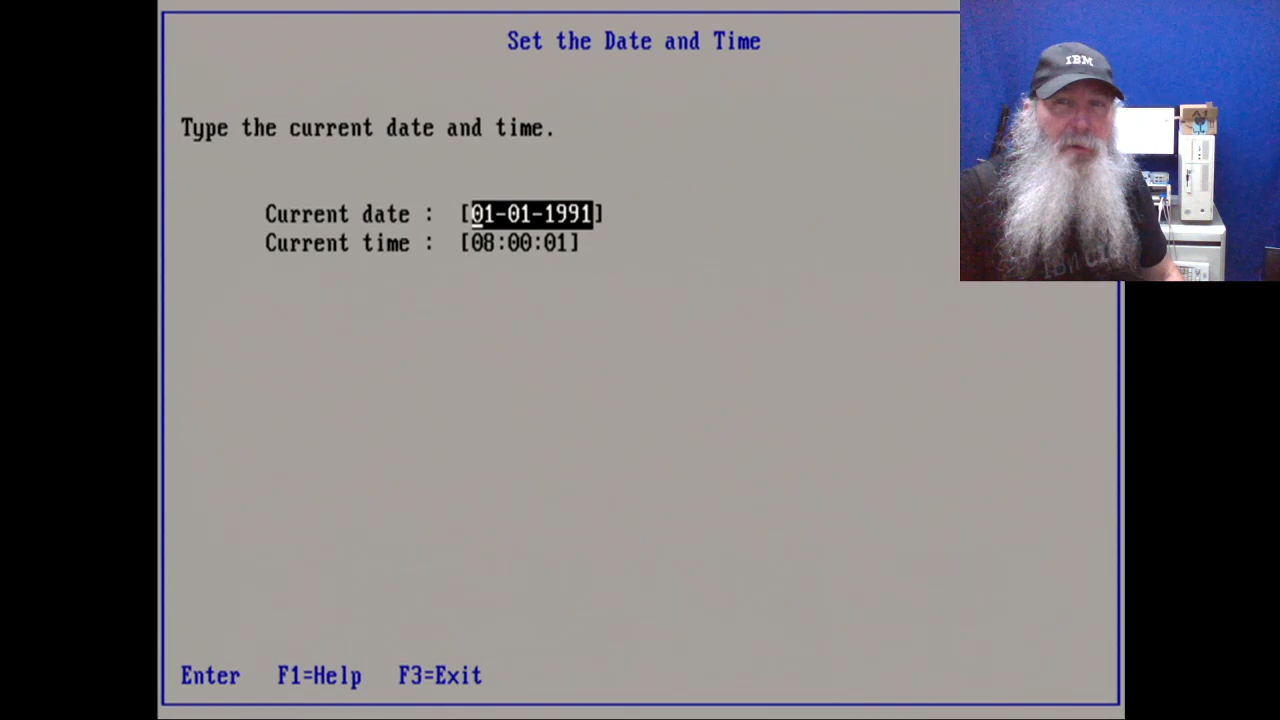 Set the Date and Time
Type the current date and time.
Current date : [01-01-1991]
Current time : [08:00:01]
Enter F1=Help F3=Exit
IBM